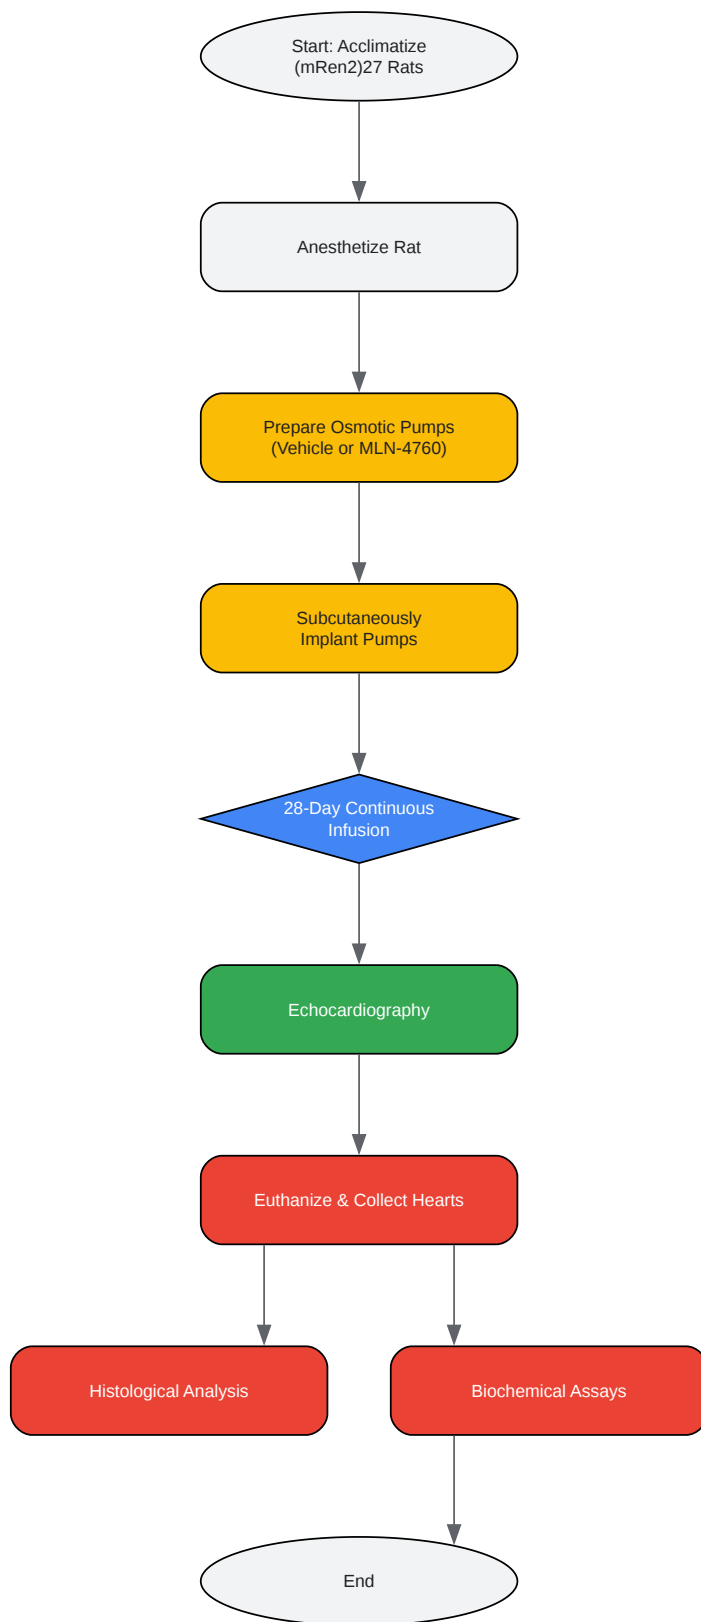 Start: Acclimatize
(mRen2)27 Rats
Anesthetize Rat
Prepare Osmotic Pumps
(Vehicle or MLN-4760)
Subcutaneously
Implant Pumps
28-Day Continuous
Infusion
Echocardiography
Euthanize & Collect Hearts
Histological Analysis
Biochemical Assays
End